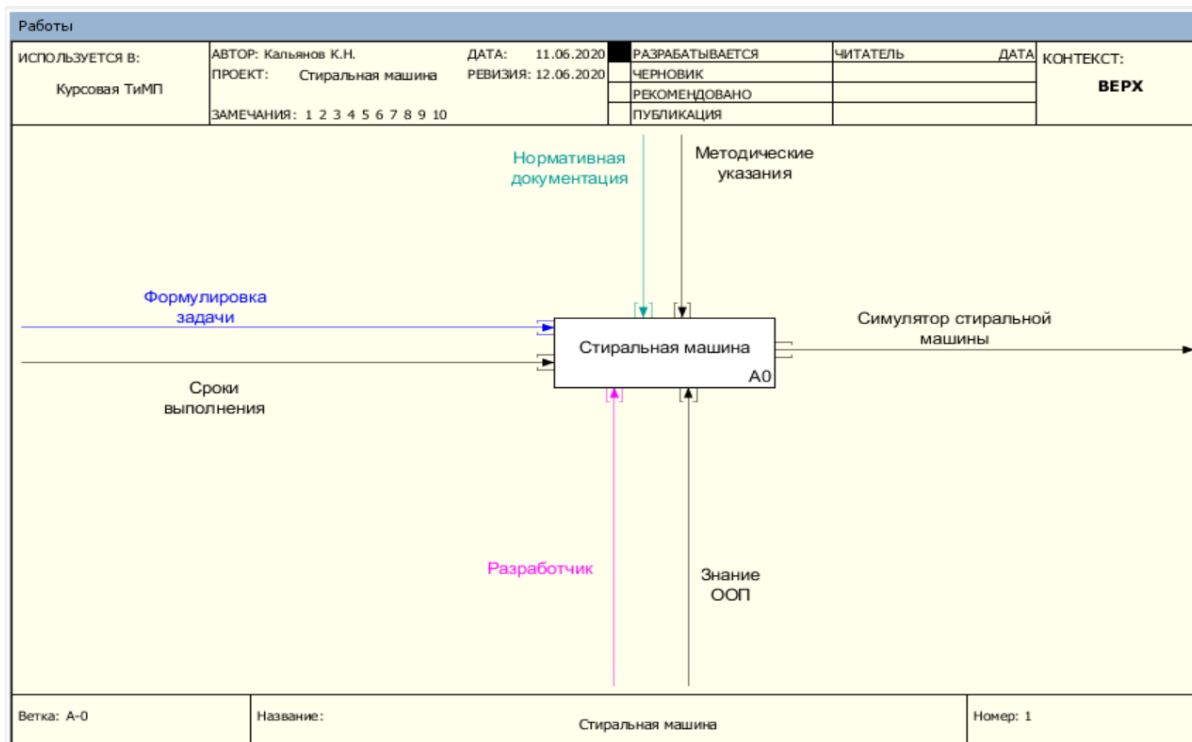 Работы
ИСПОЛЬЗУЕТСЯ В:
Курсовая ТиМП
АВТОР: Кальянов К.Н.
ДАТА: 11.06.2020
ПРОЕКТ: Стиральная машина
РЕВИЗИЯ: 12.06.2020
ЗАМЕЧАНИЯ: 1 2 3 4 5 6 7 8 9 10
РАЗРАБАТЫВАЕТСЯ
ЧЕРНОВИК
РЕКОМЕНДОВАНО
ПУБЛИКАЦИЯ
ЧИТАТЕЛЬ
ДАТА
КОНТЕКСТ:
ВЕРХ
Нормативная
документация
Методические
указания
Формулировка
задачи
Сроки
выполнения
Стиральная машина
A0
Симулятор стиральной
машины
Разработчик
Знание
ООП
Ветка: A-0
Название:
Стиральная машина
Номер: 1